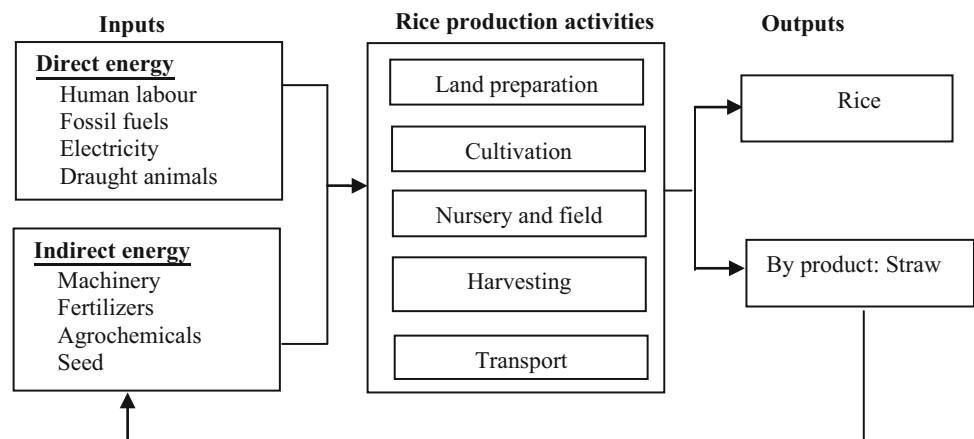 Inputs
Direct energy
Human labour
Fossil fuels
Electricity
Draught animals
Indirect energy
Machinery
Fertilizers
Agrochemicals
Seed
Rice production activities
Land preparation
Cultivation
Nursery and field
Harvesting
Transport
Outputs
Rice
By product: Straw